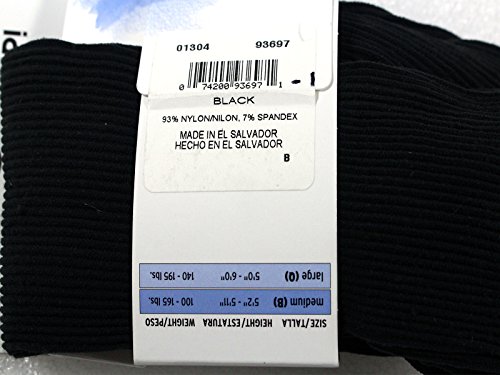 01304 93697
0 74200 93697 1
BLACK
93% NYLON/NILON, 7% SPANDEX
MADE IN EL SALVADOR
HECHO EN EL SALVADOR
B
SIZE/TALLA HEIGHT/ESTATURA WEIGHT/PESO
medium (B) 5'2" - 5'11" 100 - 165 lbs.
large (Q) 5'0" - 6'0" 140 - 195 lbs.